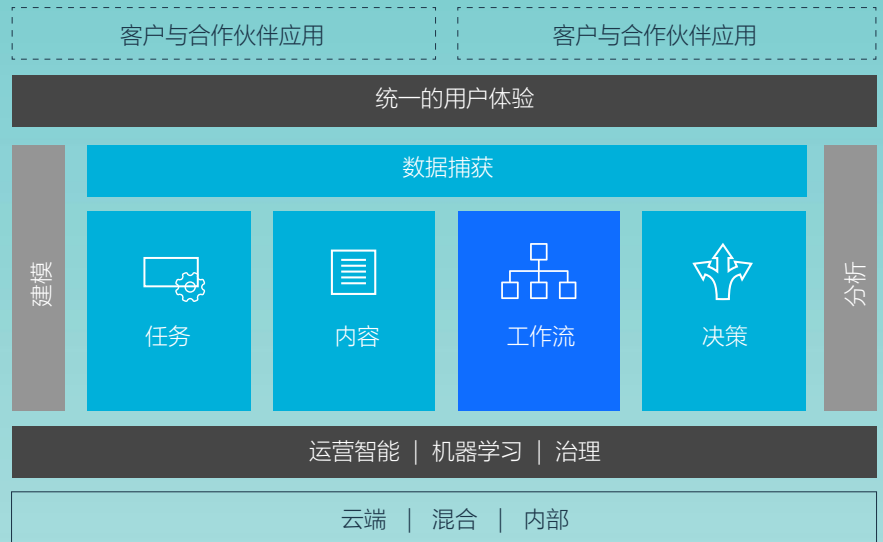 客户与合作伙伴应用
客户与合作伙伴应用
统一的用户体验
建模
数据捕获
分析
任务
内容
工作流
决策
运营智能 | 机器学习 | 治理
云端 | 混合 | 内部